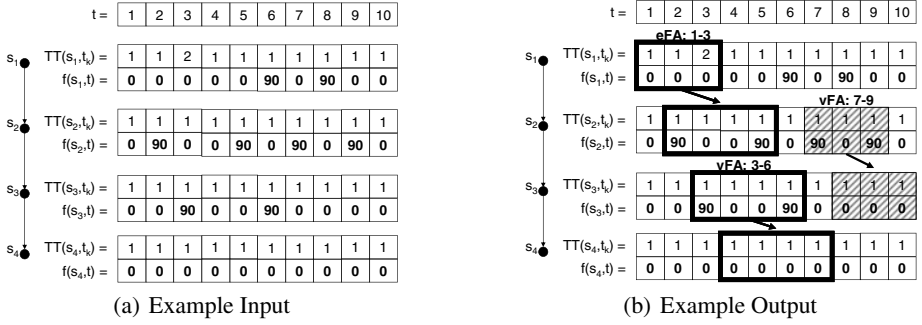 t = 1 2 3 4 5 6 7 8 9 10
s1 TT(s1,tk) = 1 1 2 1 1 1 1 1 1 1
f(s1,t) = 0 0 0 0 0 90 0 90 0 0
s2 TT(s2,tk) = 1 1 1 1 1 1 1 1 1 1
f(s2,t) = 0 90 0 0 90 0 90 0 90 0
s3 TT(s3,tk) = 1 1 1 1 1 1 1 1 1 1
f(s3,t) = 0 0 90 0 0 90 0 0 0 0
s4 TT(s4,tk) = 1 1 1 1 1 1 1 1 1 1
f(s4,t) = 0 0 0 0 0 0 0 0 0 0
(a) Example Input
t = 1 2 3 4 5 6 7 8 9 10
eFA: 1-3
s1 TT(s1,tk) = 1 1 2 1 1 1 1 1 1 1
f(s1,t) = 0 0 0 0 0 90 0 90 0 0
vFA: 7-9
s2 TT(s2,tk) = 1 1 1 1 1 1 1 1 1 1
f(s2,t) = 0 90 0 0 90 0 90 0 90 0
vFA: 3-6
s3 TT(s3,tk) = 1 1 1 1 1 1 1 1 1 1
f(s3,t) = 0 0 90 0 0 90 0 0 0 0
s4 TT(s4,tk) = 1 1 1 1 1 1 1 1 1 1
f(s4,t) = 0 0 0 0 0 0 0 0 0 0
(b) Example Output